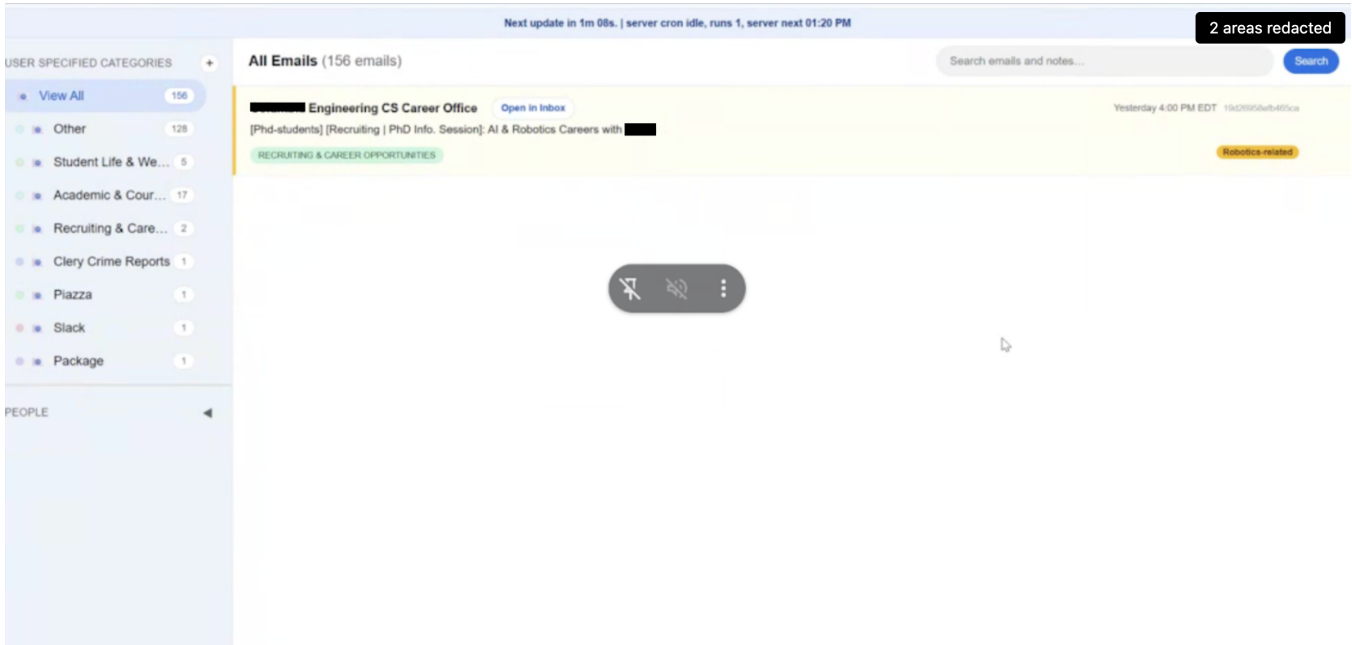 Next update in 1m 08s. | server cron idle, runs 1, server next 01:20 PM
2 areas redacted
USER SPECIFIED CATEGORIES +
View All 156
Other 128
Student Life & We... 5
Academic & Cour... 17
Recruiting & Care... 2
Clery Crime Reports 1
Piazza 1
Slack 1
Package 1
PEOPLE
All Emails (156 emails)
Search emails and notes...
Search
Engineering CS Career Office Open in Inbox
Yesterday 4:00 PM EDT
[Phd-students] [Recruiting | PhD Info. Session]: AI & Robotics Careers with
RECRUITING & CAREER OPPORTUNITIES
Robotics-related